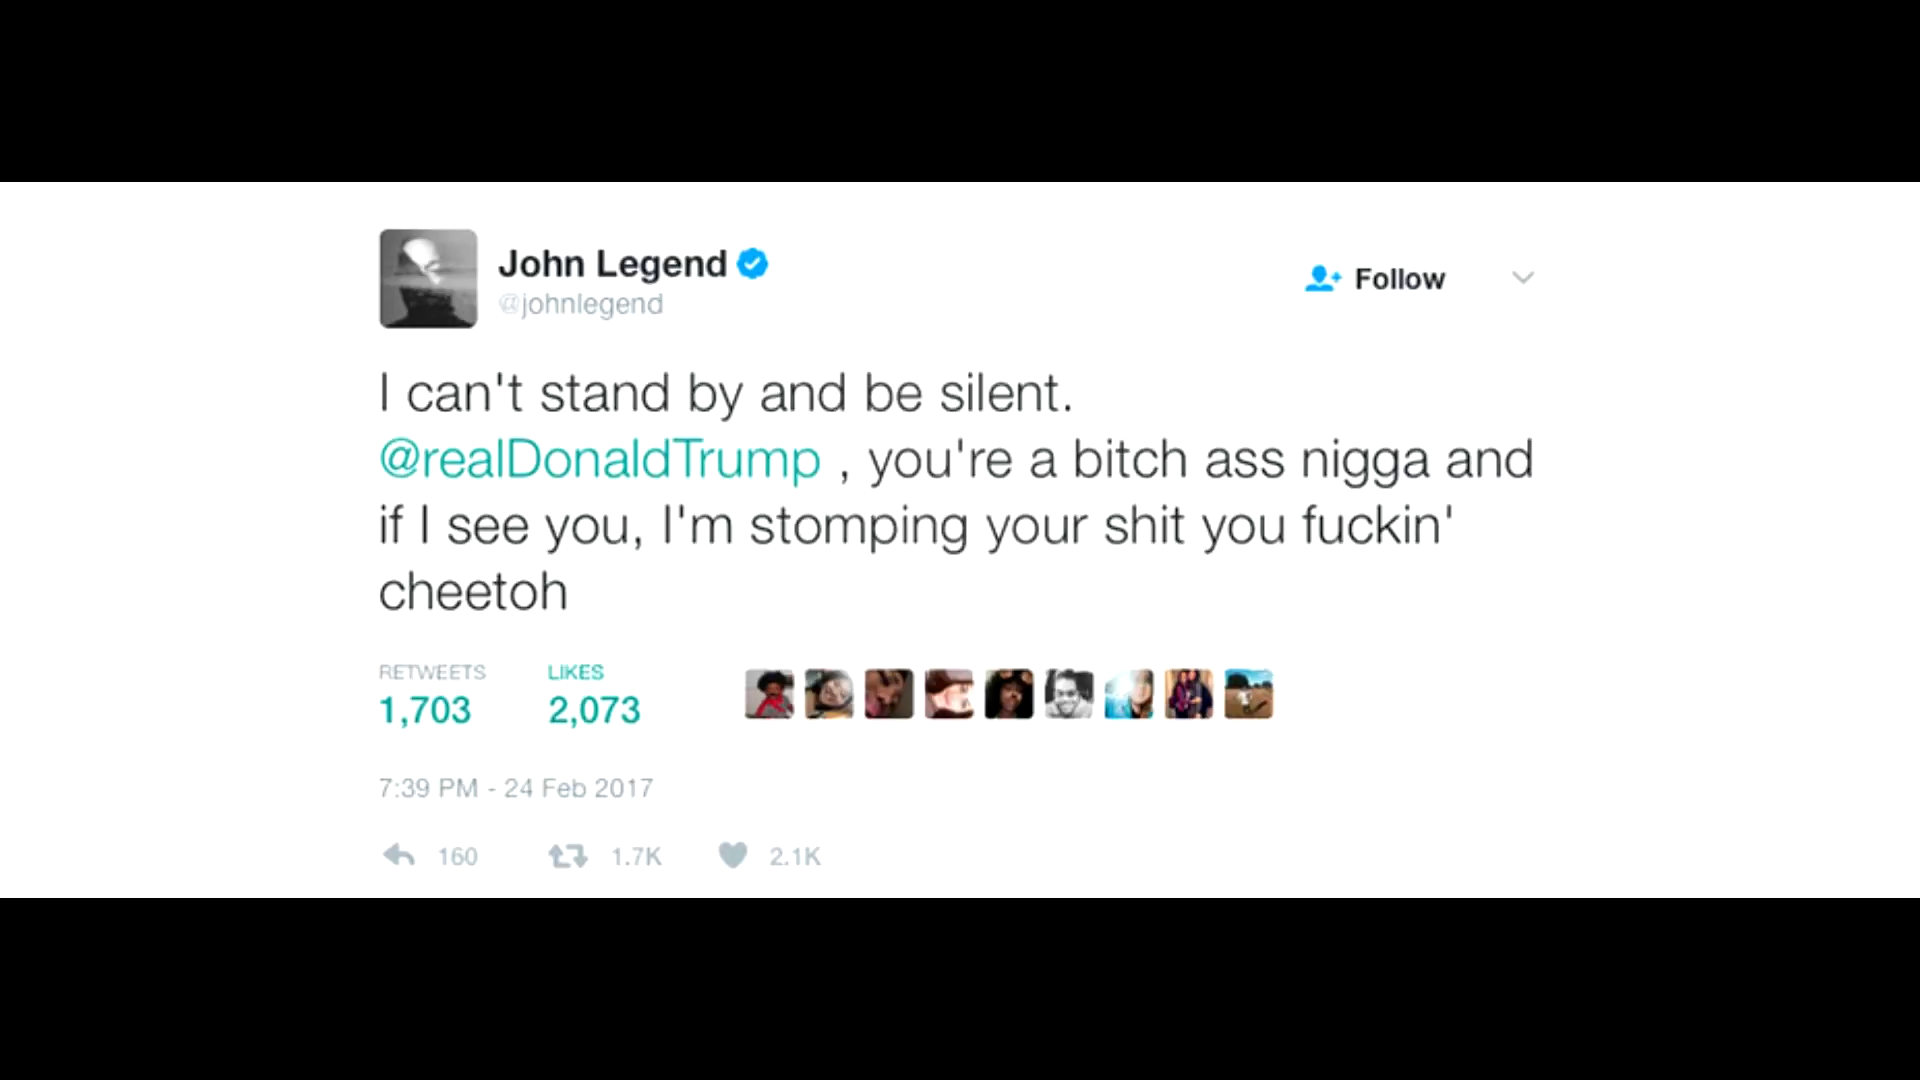 John Legend
@johnlegend
Follow
I can't stand by and be silent.
@realDonaldTrump , you're a bitch ass nigga and
if I see you, I'm stomping your shit you fuckin'
cheetoh
RETWEETS LIKES
1,703 2,073
7:39 PM - 24 Feb 2017
160 1.7K 2.1K